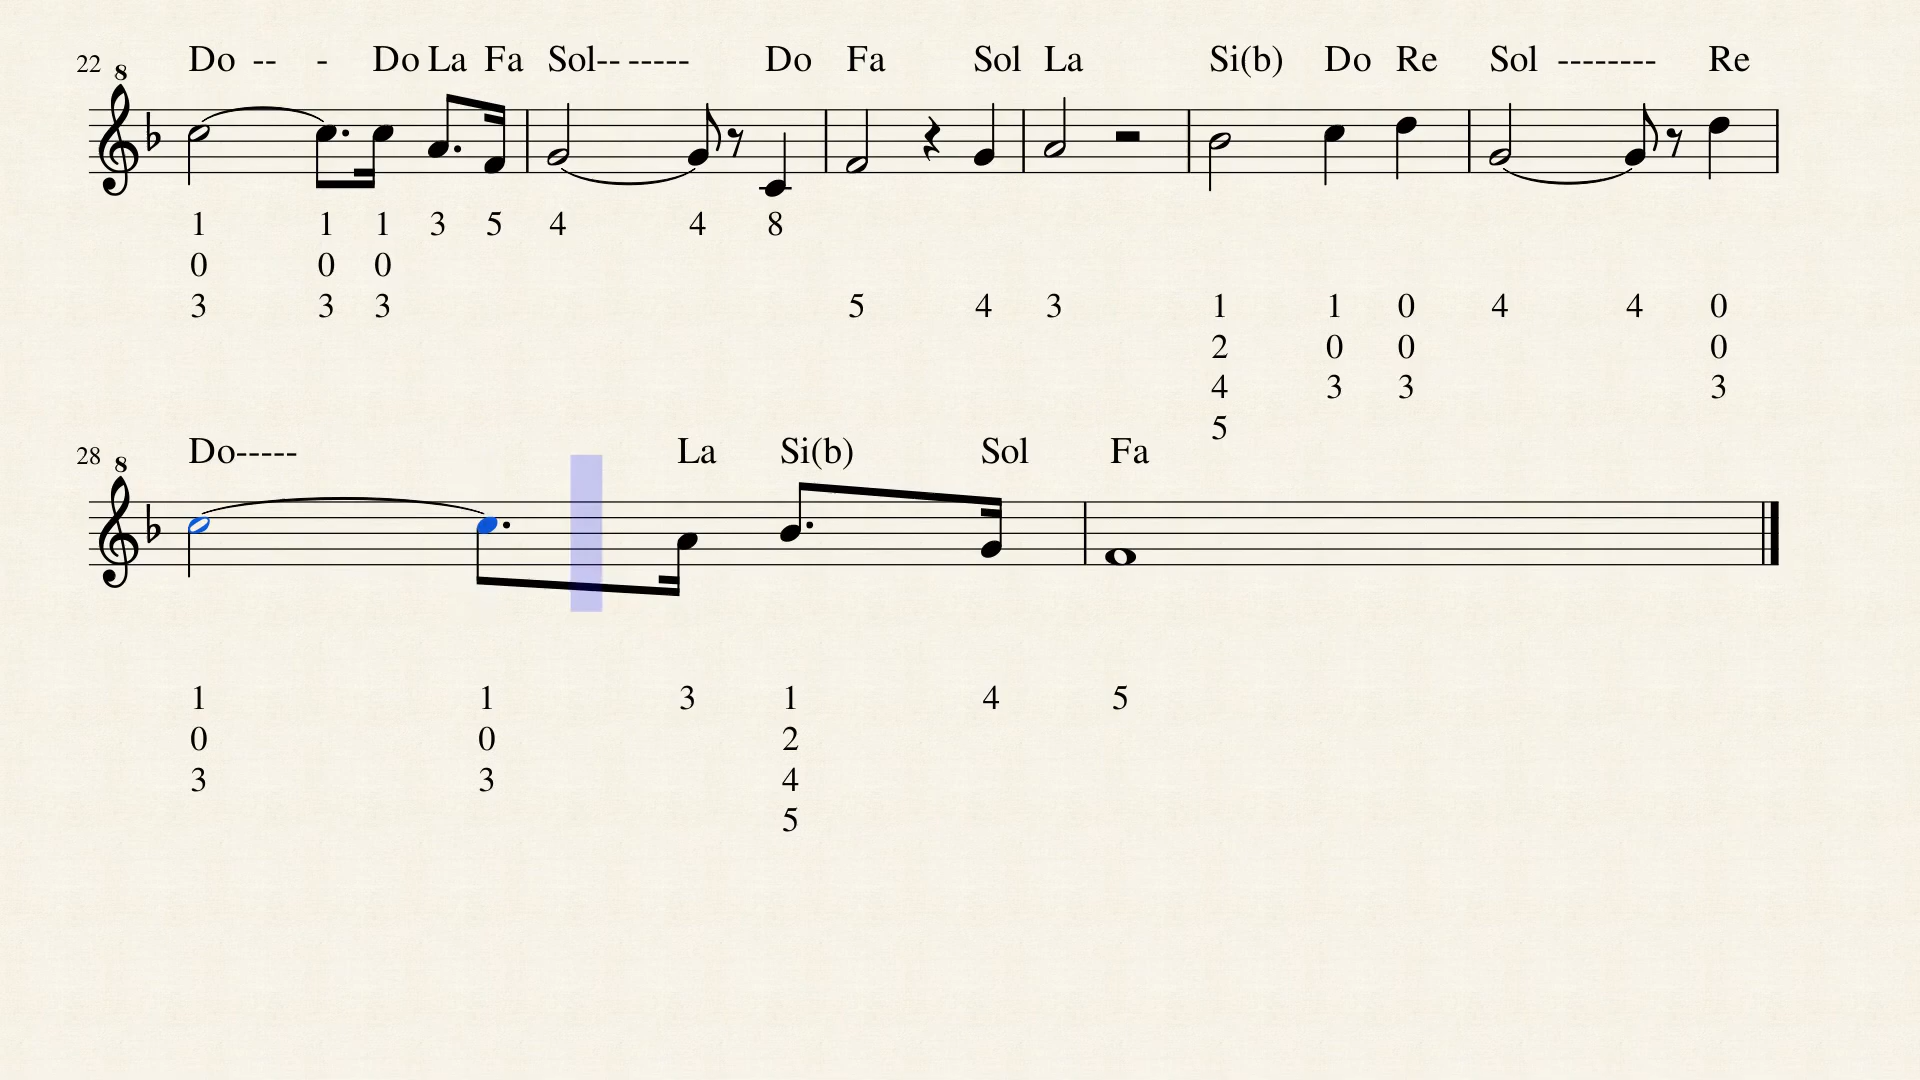 22 8 Do -- - Do La Fa Sol-- ----- Do Fa Sol La Si(b) Do Re Sol -------- Re
1 1 1 3 5 4 4 8
0 0 0
3 3 3 5 4 3 1 1 0 4 4 0
2 0 0 0
4 3 3 3
5
28 8 Do----- La Si(b) Sol Fa
1 1 3 1 4 5
0 0 2
3 3 4
5